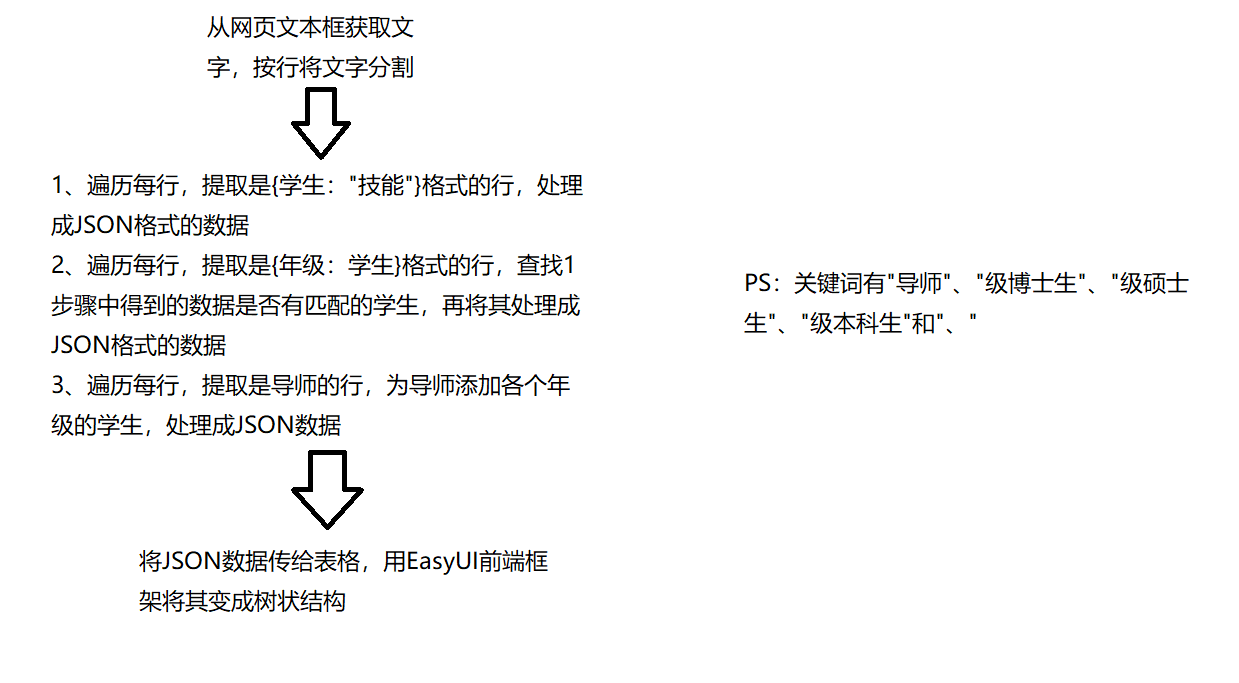 从网页文本框获取文
字，按行将文字分割
1、遍历每行，提取是{学生："技能"}格式的行，处理
成JSON格式的数据
2、遍历每行，提取是{年级：学生}格式的行，查找1
步骤中得到的数据是否有匹配的学生，再将其处理成
JSON格式的数据
3、遍历每行，提取是导师的行，为导师添加各个年
级的学生，处理成JSON数据
将JSON数据传给表格，用EasyUI前端框
架将其变成树状结构
PS：关键词有"导师"、"级博士生"、"级硕士
生"、"级本科生"和"、"